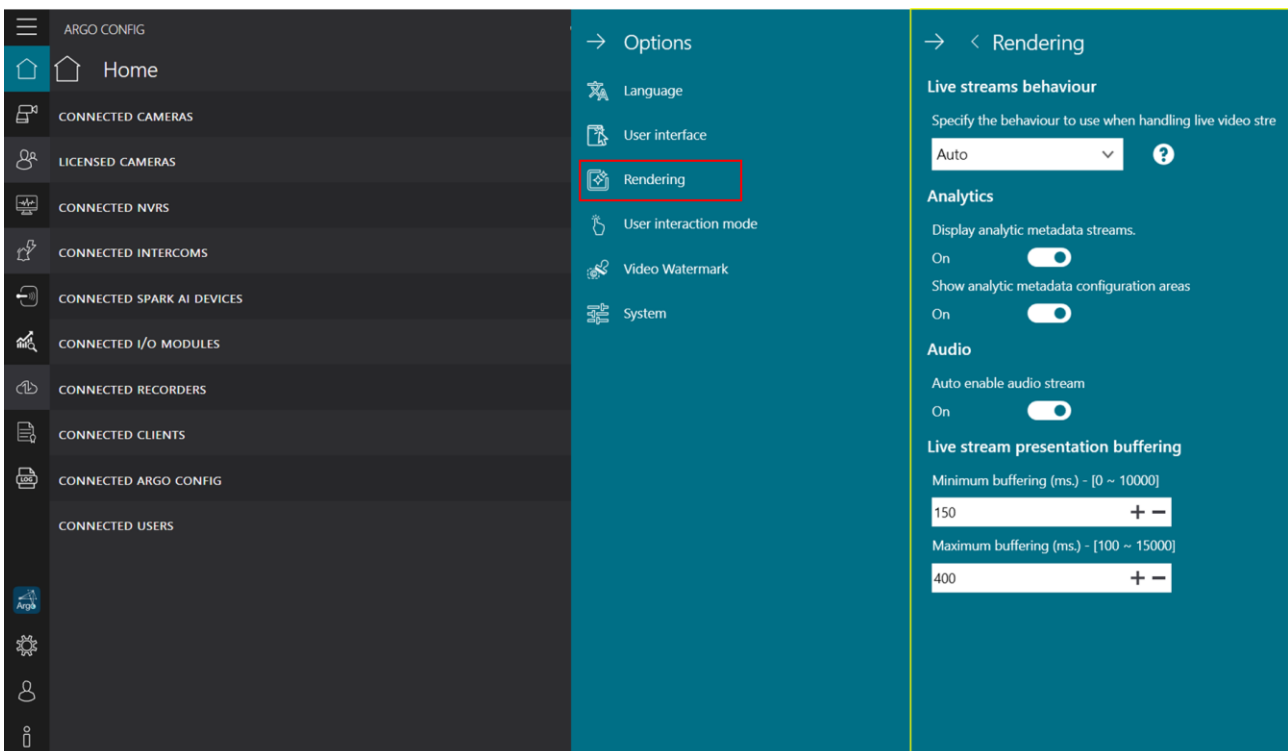 ARGO CONFIG
Home
CONNECTED CAMERAS
LICENSED CAMERAS
CONNECTED NVRS
CONNECTED INTERCOMS
CONNECTED SPARK AI DEVICES
CONNECTED I/O MODULES
CONNECTED RECORDERS
CONNECTED CLIENTS
CONNECTED ARGO CONFIG
CONNECTED USERS
LOG
Argo
Options
Language
User interface
Rendering
User interaction mode
Video Watermark
System
Rendering
Live streams behaviour
Specify the behaviour to use when handling live video stre
Auto
?
Analytics
Display analytic metadata streams.
On
Show analytic metadata configuration areas
On
Audio
Auto enable audio stream
On
Live stream presentation buffering
Minimum buffering (ms.) - [0 ~ 10000]
150
Maximum buffering (ms.) - [100 ~ 15000]
400